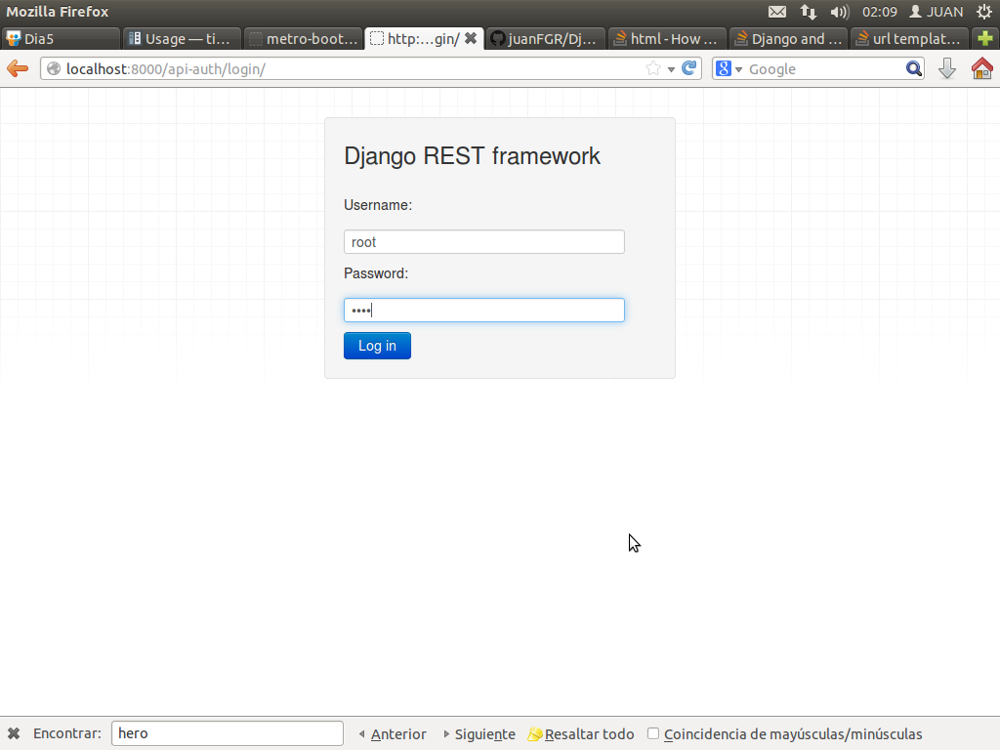 Mozilla Firefox 02:09 JUAN
Dia5 Usage — ti... metro-boot... http:...gin/ juanFGR/Dj... html - How ... Django and ... url templat...
localhost:8000/api-auth/login/ Google
Django REST framework
Username:
root
Password:
••••
Log in
Encontrar: hero Anterior Siguiente Resaltar todo Coincidencia de mayúsculas/minúsculas